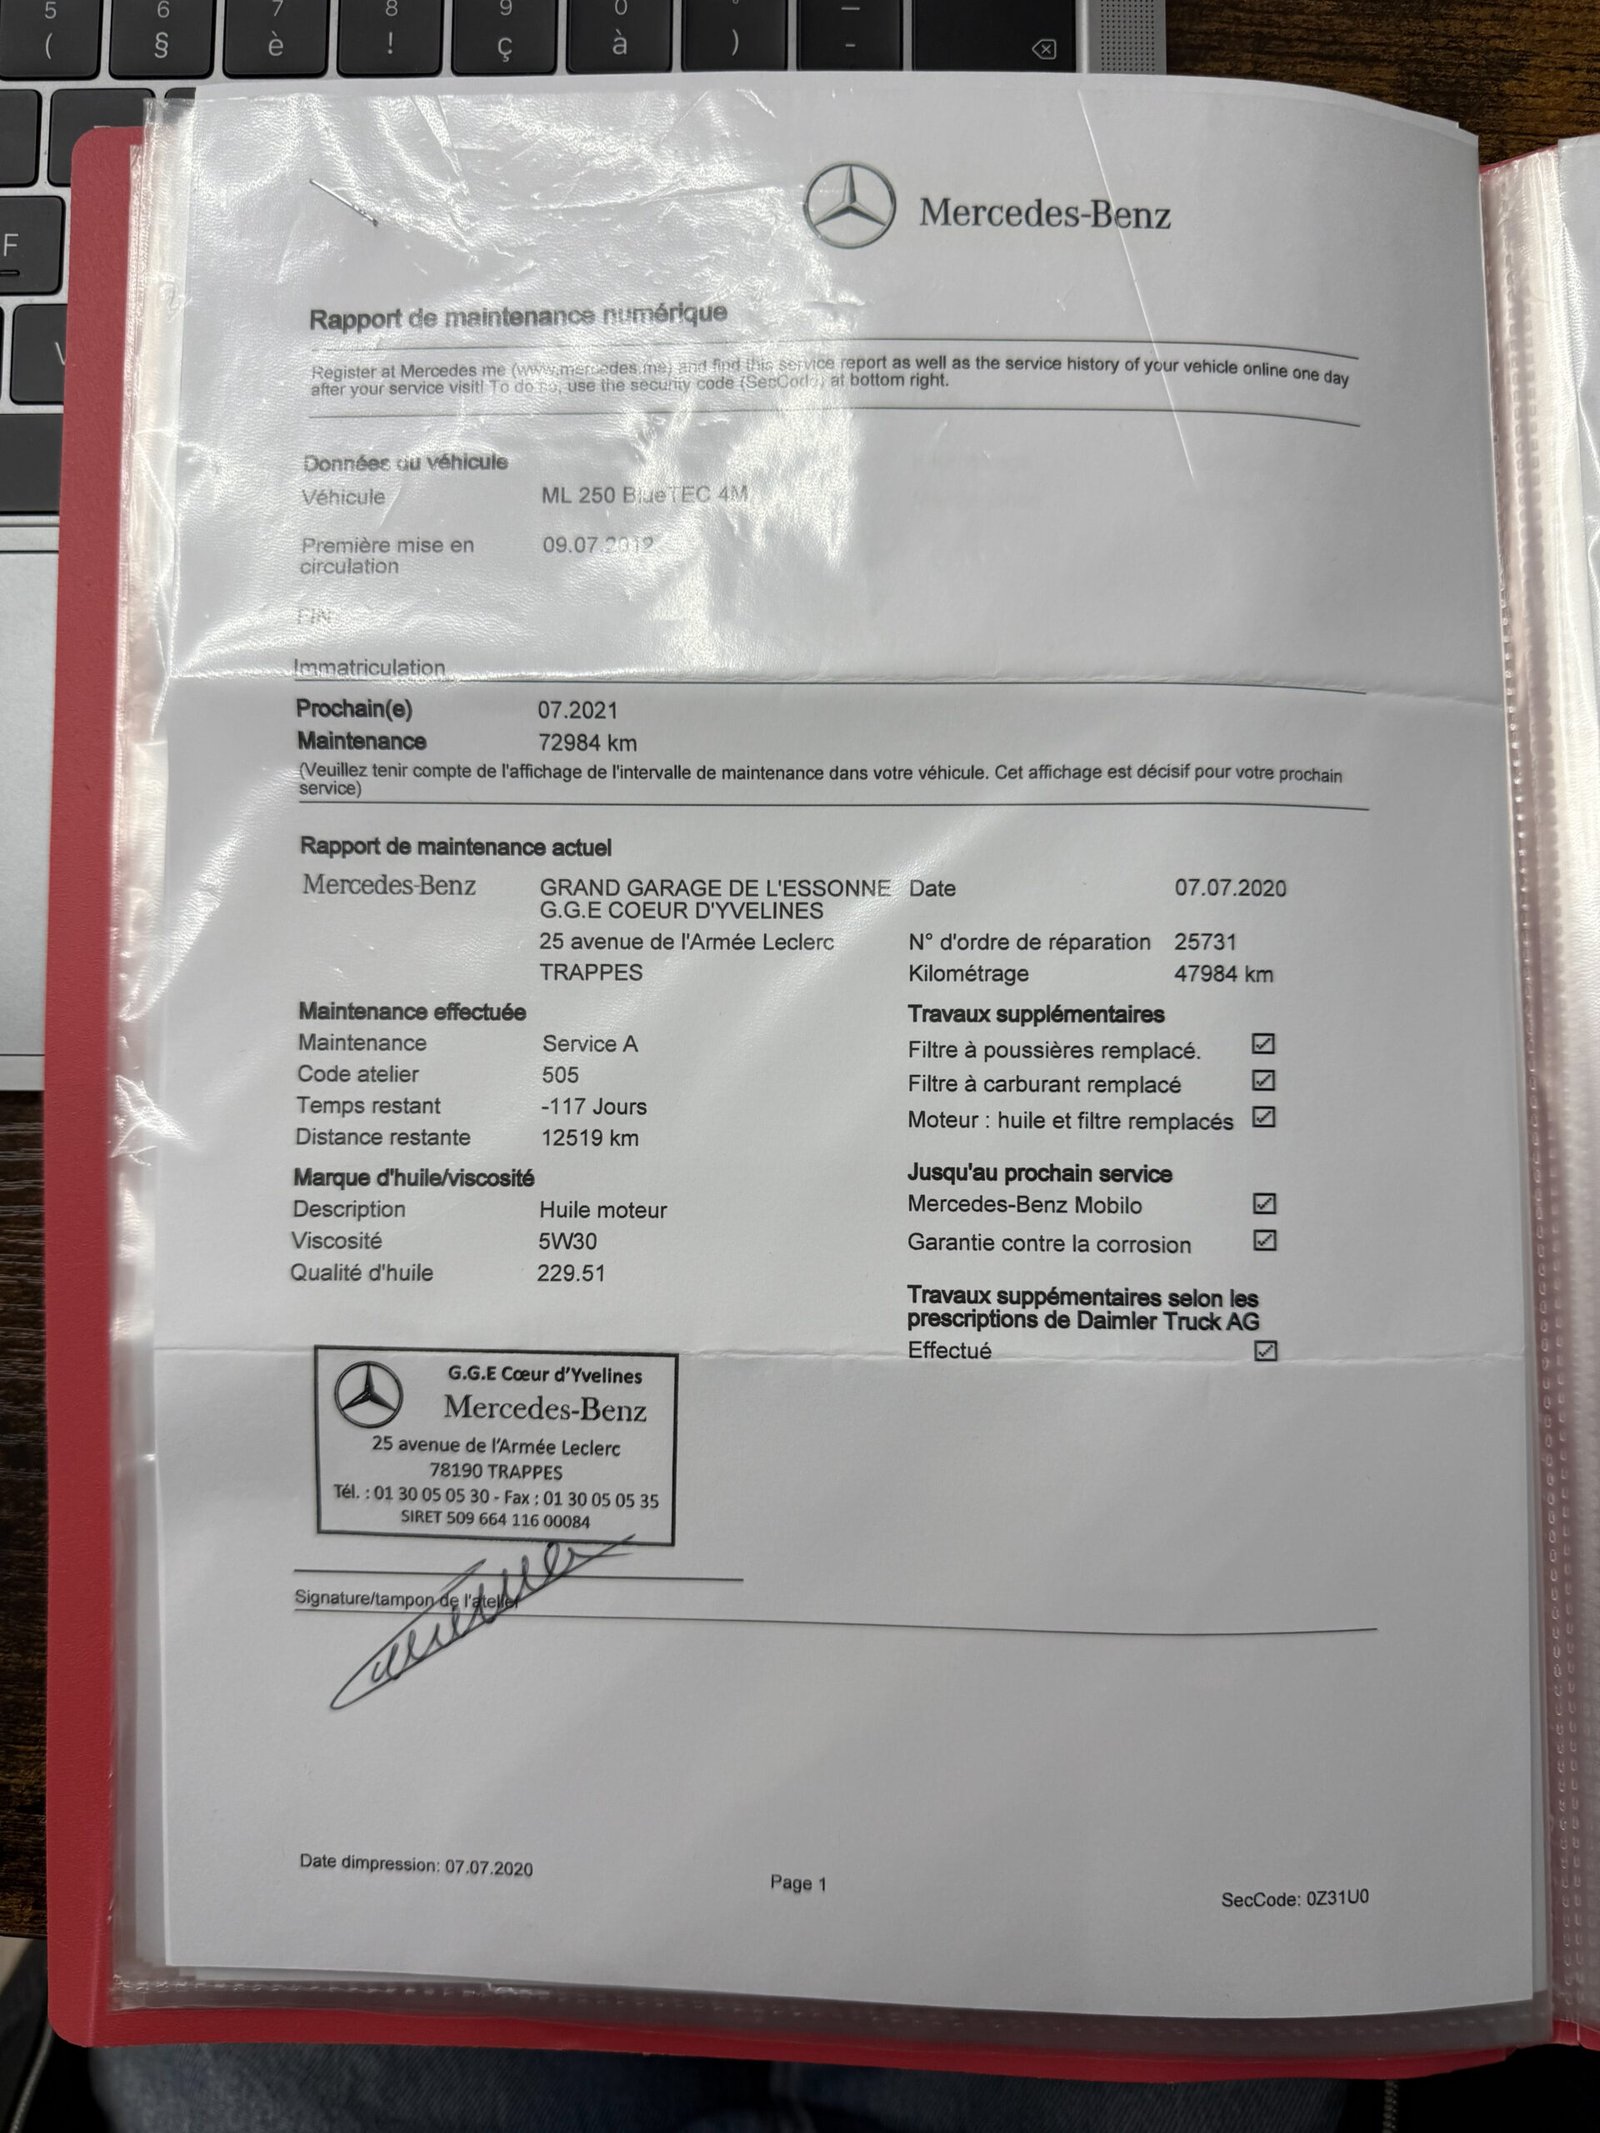 5 6 7 8 9 0 ° _
( § è ! ç à ) -
F
Mercedes-Benz
Rapport de maintenance numérique
Register at Mercedes me (www.mercedes.me) and find this service report as well as the service history of your vehicle online one day
after your service visit! To do so, use the security code (SecCode) at bottom right.
Données du véhicule
Véhicule ML 250 BlueTEC 4M
Première mise en circulation 09.07.2012
FIN
Immatriculation
Prochain(e) 07.2021
Maintenance 72984 km
(Veuillez tenir compte de l'affichage de l'intervalle de maintenance dans votre véhicule. Cet affichage est décisif pour votre prochain
service)
Rapport de maintenance actuel
Mercedes-Benz GRAND GARAGE DE L'ESSONNE Date 07.07.2020
G.G.E COEUR D'YVELINES
25 avenue de l'Armée Leclerc N° d'ordre de réparation 25731
TRAPPES Kilométrage 47984 km
Maintenance effectuée Travaux supplémentaires
Maintenance Service A Filtre à poussières remplacé.
Code atelier 505 Filtre à carburant remplacé
Temps restant -117 Jours Moteur : huile et filtre remplacés
Distance restante 12519 km
Marque d'huile/viscosité Jusqu'au prochain service
Description Huile moteur Mercedes-Benz Mobilo
Viscosité 5W30 Garantie contre la corrosion
Qualité d'huile 229.51
Travaux suppémentaires selon les
prescriptions de Daimler Truck AG
Effectué
G.G.E Cœur d'Yvelines
Mercedes-Benz
25 avenue de l'Armée Leclerc
78190 TRAPPES
Tél. : 01 30 05 05 30 - Fax : 01 30 05 05 35
SIRET 509 664 116 00084
Signature/tampon de l'atelier
Date dimpression: 07.07.2020 Page 1 SecCode: 0Z31U0